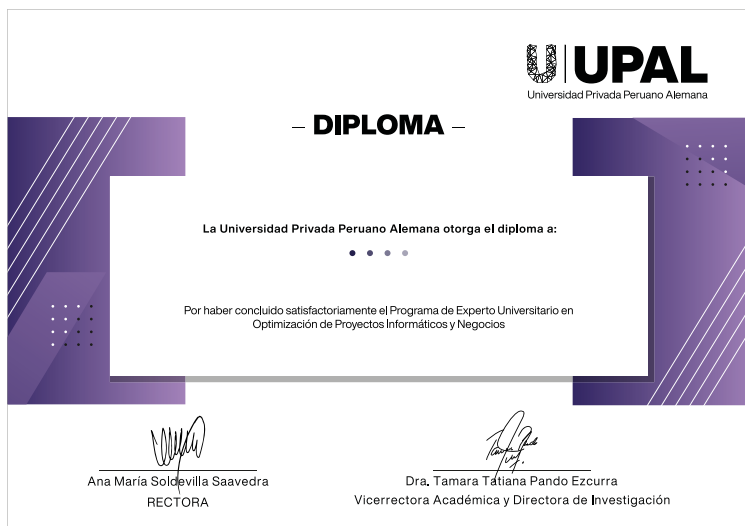 UPAL
Universidad Privada Peruano Alemana
– DIPLOMA –
La Universidad Privada Peruano Alemana otorga el diploma a:
Por haber concluido satisfactoriamente el Programa de Experto Universitario en
Optimización de Proyectos Informáticos y Negocios
Ana María Soldevilla Saavedra
RECTORA
Dra. Tamara Tatiana Pando Ezcurra
Vicerrectora Académica y Directora de Investigación